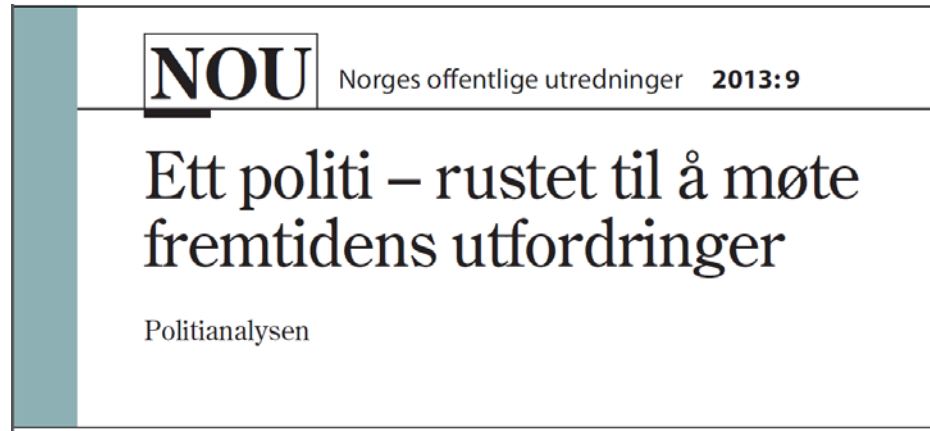 NOU Norges offentlige utredninger 2013: 9
Ett politi – rustet til å møte
fremtidens utfordringer
Politianalysen